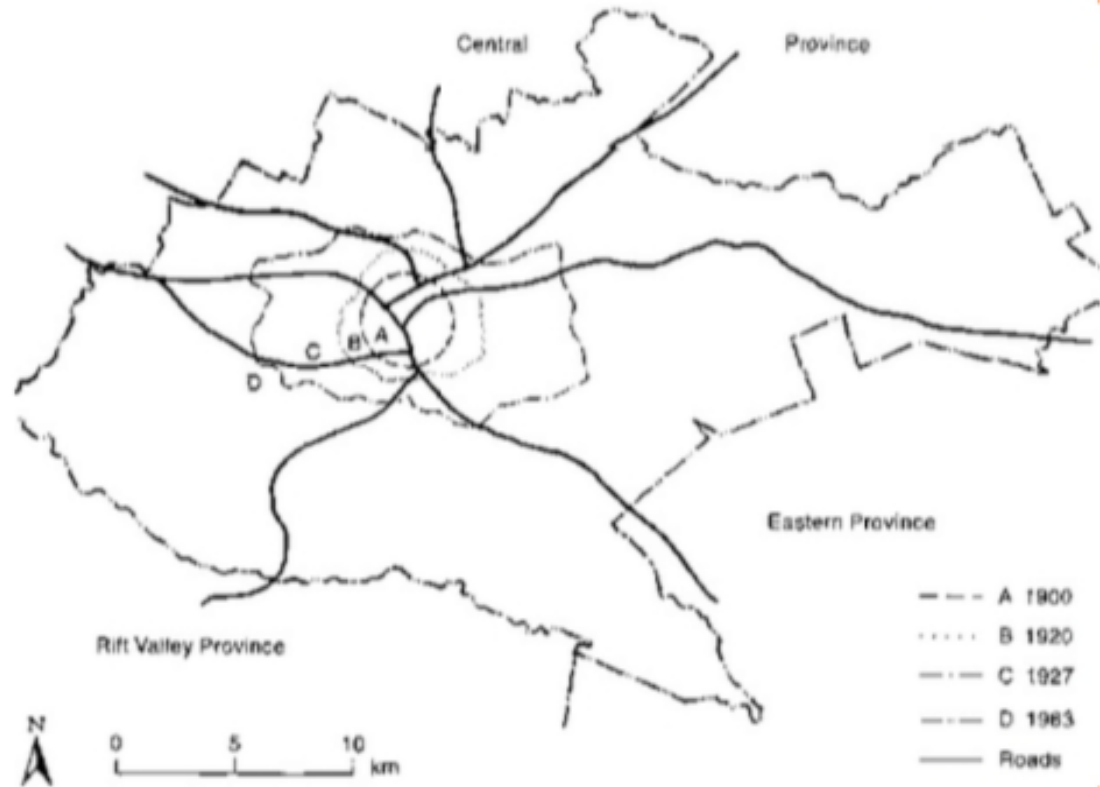 Central Province
A
B
C
D
Eastern Province
Rift Valley Province
A 1900
B 1920
C 1927
D 1963
Roads
N
0 5 10
km